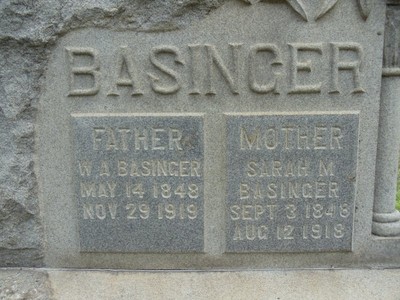 BASINGER
FATHER
W. A. BASINGER
MAY 14 1848
NOV 29 1919
MOTHER
SARAH M.
BASINGER
SEPT 3 1848
AUG 12 1918